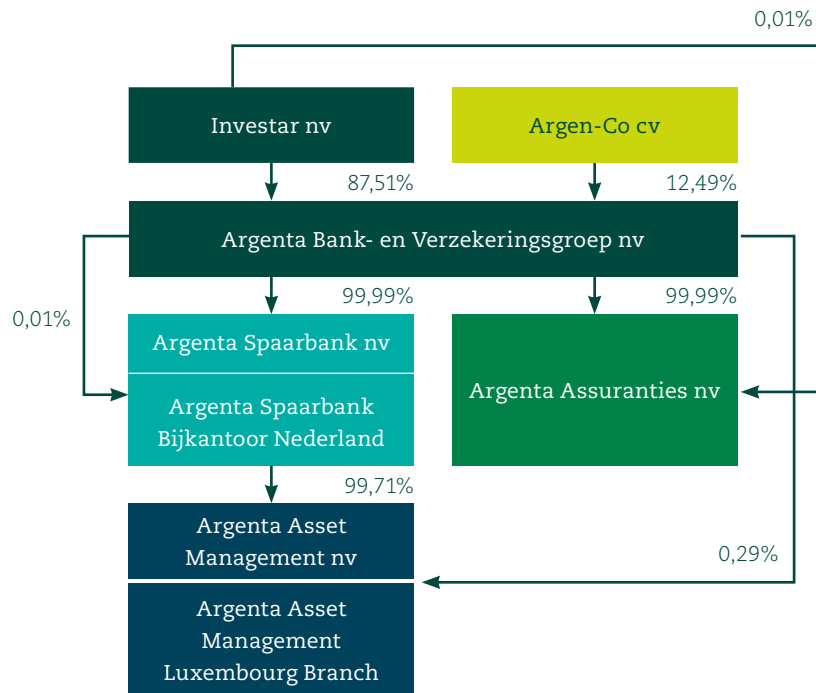 0,01%
Investar nv
Argen-Co cv
87,51%
12,49%
Argenta Bank- en Verzekeringsgroep nv
99,99%
99,99%
0,01%
Argenta Spaarbank nv
Argenta Spaarbank
Bijkantoor Nederland
Argenta Assuranties nv
99,71%
Argenta Asset
Management nv
0,29%
Argenta Asset
Management
Luxembourg Branch